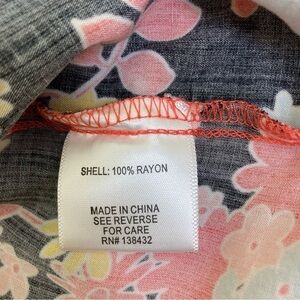 SHELL: 100% RAYON
MADE IN CHINA
SEE REVERSE
FOR CARE
RN# 138432